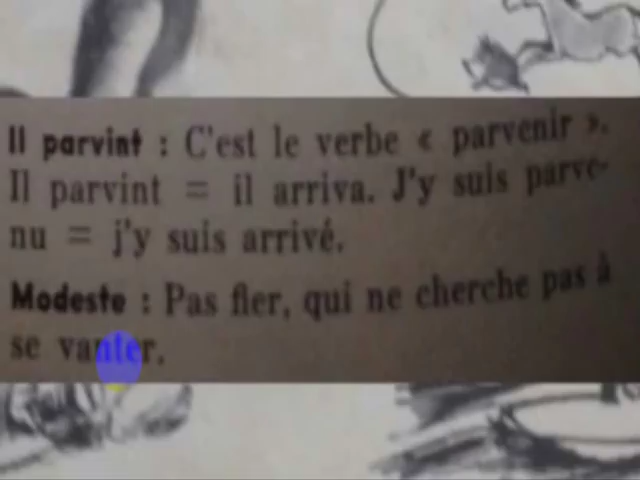 Il parvint : C'est le verbe « parvenir ».
Il parvint = il arriva. J'y suis parve-
nu = j'y suis arrivé.
Modeste : Pas fier, qui ne cherche pas à
se vanter.